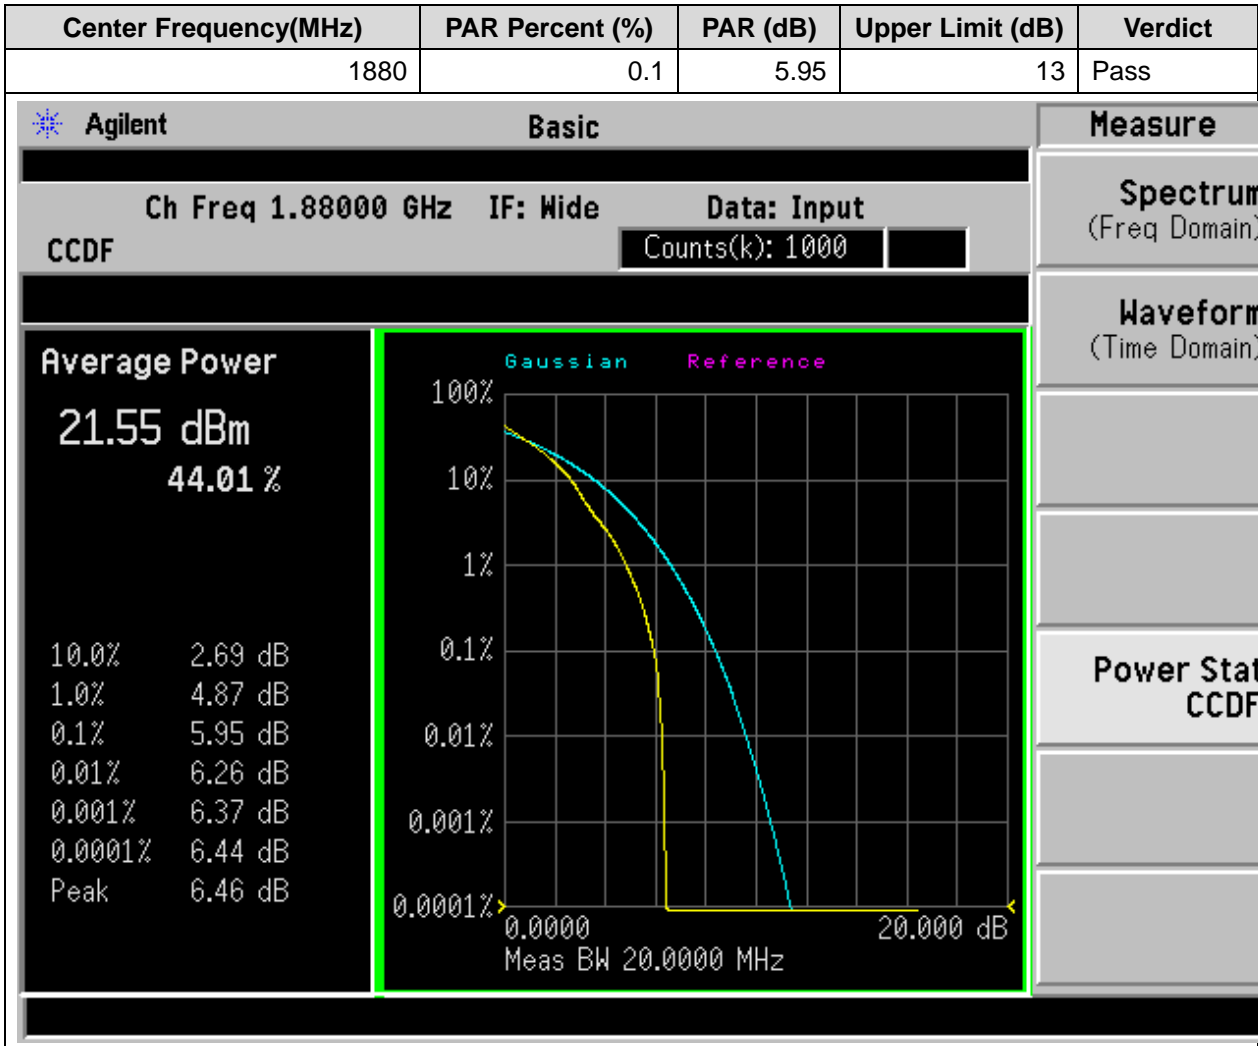 Center Frequency(MHz) PAR Percent (%) PAR (dB) Upper Limit (dB) Verdict
1880 0.1 5.95 13 Pass
Agilent Basic Measure
Ch Freq 1.88000 GHz IF: Wide Data: Input
CCDF Counts(k): 1000
Average Power
21.55 dBm
44.01 %
10.0% 2.69 dB
1.0% 4.87 dB
0.1% 5.95 dB
0.01% 6.26 dB
0.001% 6.37 dB
0.0001% 6.44 dB
Peak 6.46 dB
Gaussian Reference
100%
10%
1%
0.1%
0.01%
0.001%
0.0001%
0.0000 20.000 dB
Meas BW 20.0000 MHz
Spectrum
(Freq Domain)
Waveform
(Time Domain)
Power Stat
CCDF